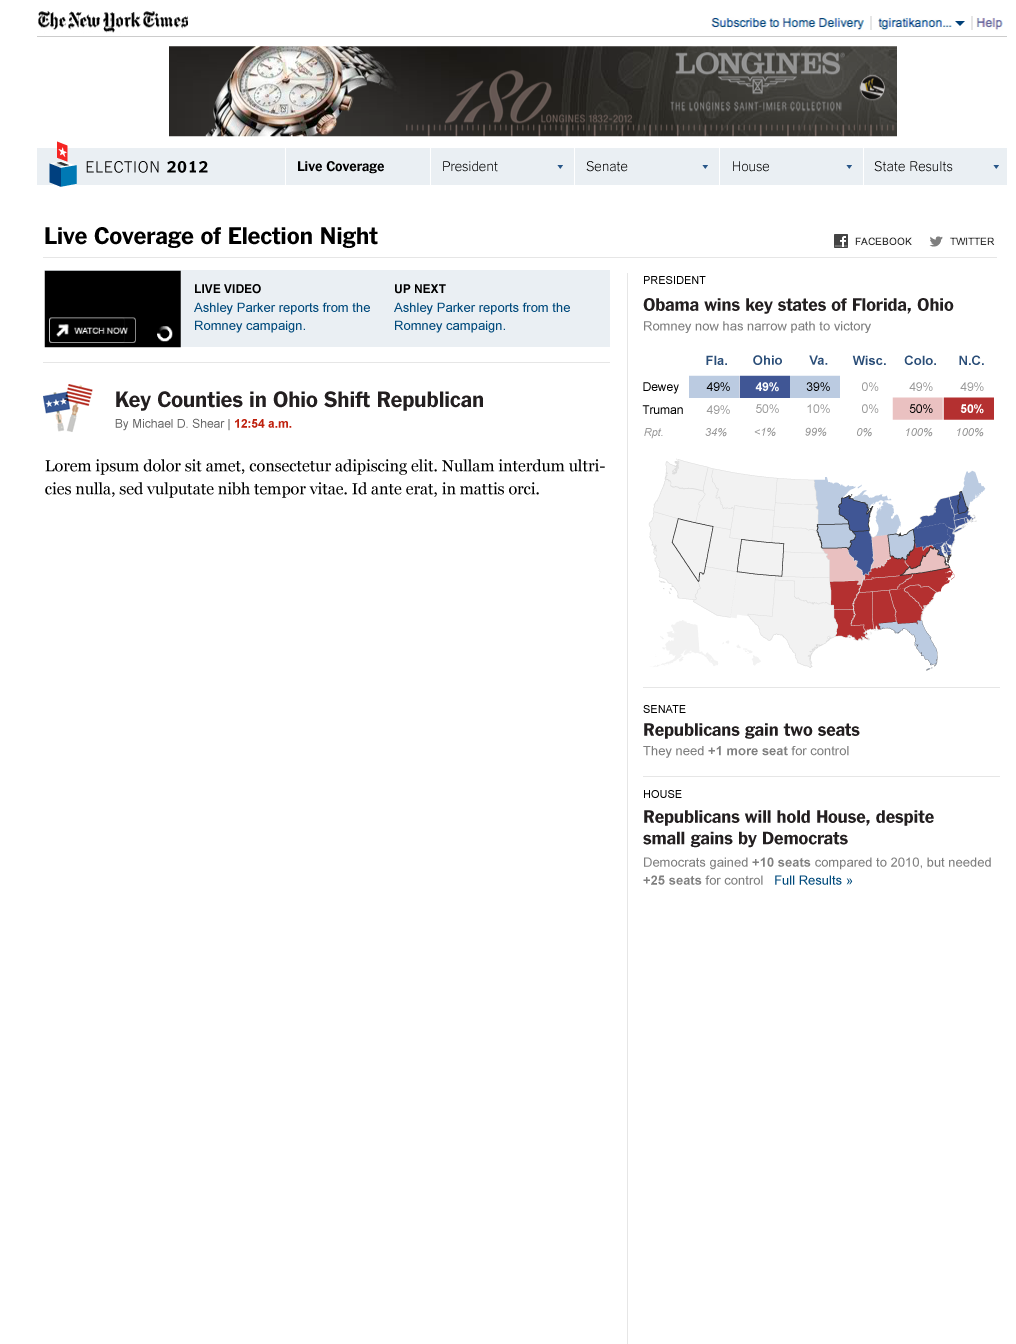 The New York Times
Subscribe to Home Delivery | tgiratikanon... | Help
LONGINES
180
THE LONGINES SAINT-IMIER COLLECTION
LONGINES 1832-2012
ELECTION 2012
Live Coverage
President
Senate
House
State Results
Live Coverage of Election Night
FACEBOOK
TWITTER
WATCH NOW
LIVE VIDEO
Ashley Parker reports from the
Romney campaign.
UP NEXT
Ashley Parker reports from the
Romney campaign.
Key Counties in Ohio Shift Republican
By Michael D. Shear | 12:54 a.m.
Lorem ipsum dolor sit amet, consectetur adipiscing elit. Nullam interdum ultri-
cies nulla, sed vulputate nibh tempor vitae. Id ante erat, in mattis orci.
PRESIDENT
Obama wins key states of Florida, Ohio
Romney now has narrow path to victory
Fla. Ohio Va. Wisc. Colo. N.C.
Dewey 49% 49% 39% 0% 49% 49%
Truman 49% 50% 10% 0% 50% 50%
Rpt. 34% <1% 99% 0% 100% 100%
SENATE
Republicans gain two seats
They need +1 more seat for control
HOUSE
Republicans will hold House, despite
small gains by Democrats
Democrats gained +10 seats compared to 2010, but needed
+25 seats for control Full Results »